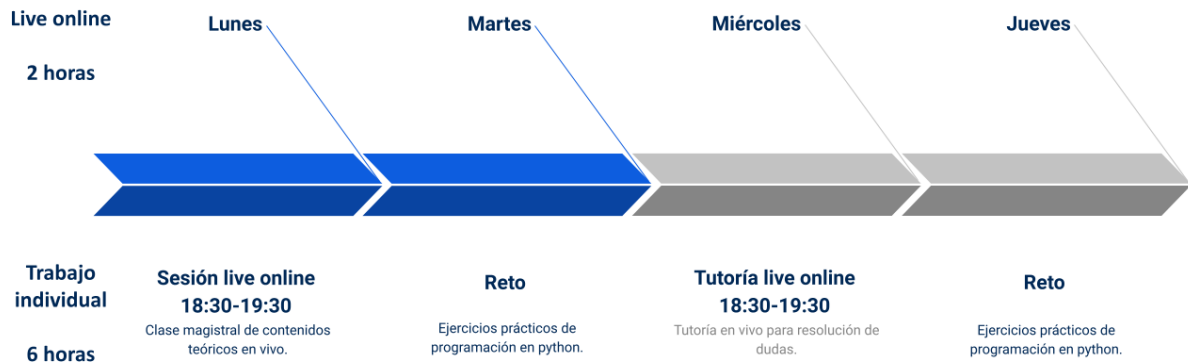 Live online
2 horas
Lunes
Martes
Miércoles
Jueves
Trabajo
individual
6 horas
Sesión live online
18:30-19:30
Clase magistral de contenidos
teóricos en vivo.
Reto
Ejercicios prácticos de
programación en python.
Tutoría live online
18:30-19:30
Tutoría en vivo para resolución de
dudas.
Reto
Ejercicios prácticos de
programación en python.